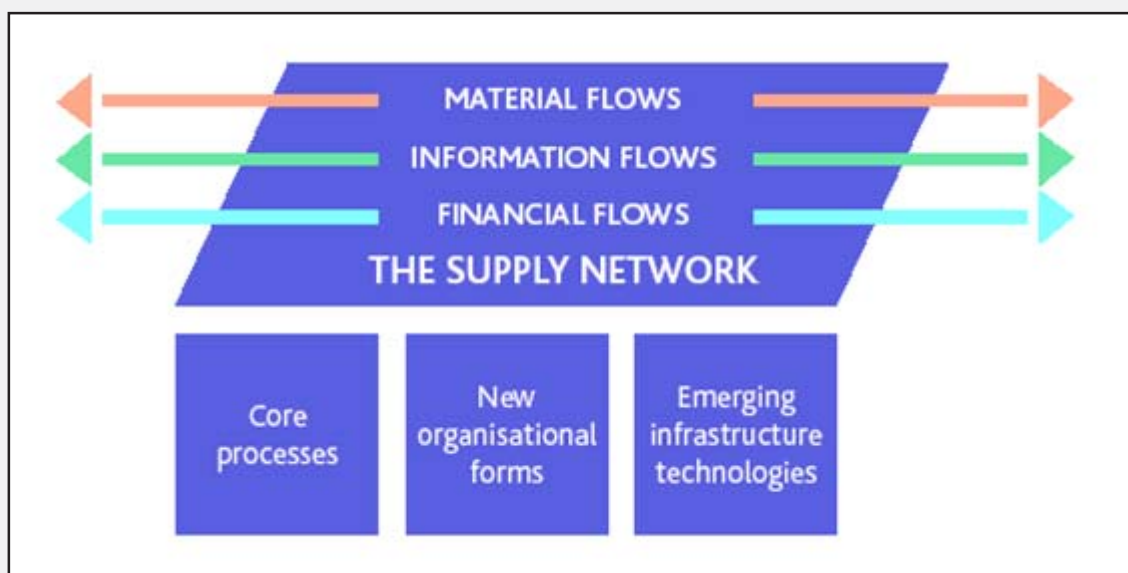 MATERIAL FLOWS
INFORMATION FLOWS
FINANCIAL FLOWS
THE SUPPLY NETWORK
Core
processes
New
organisational
forms
Emerging
infrastructure
technologies